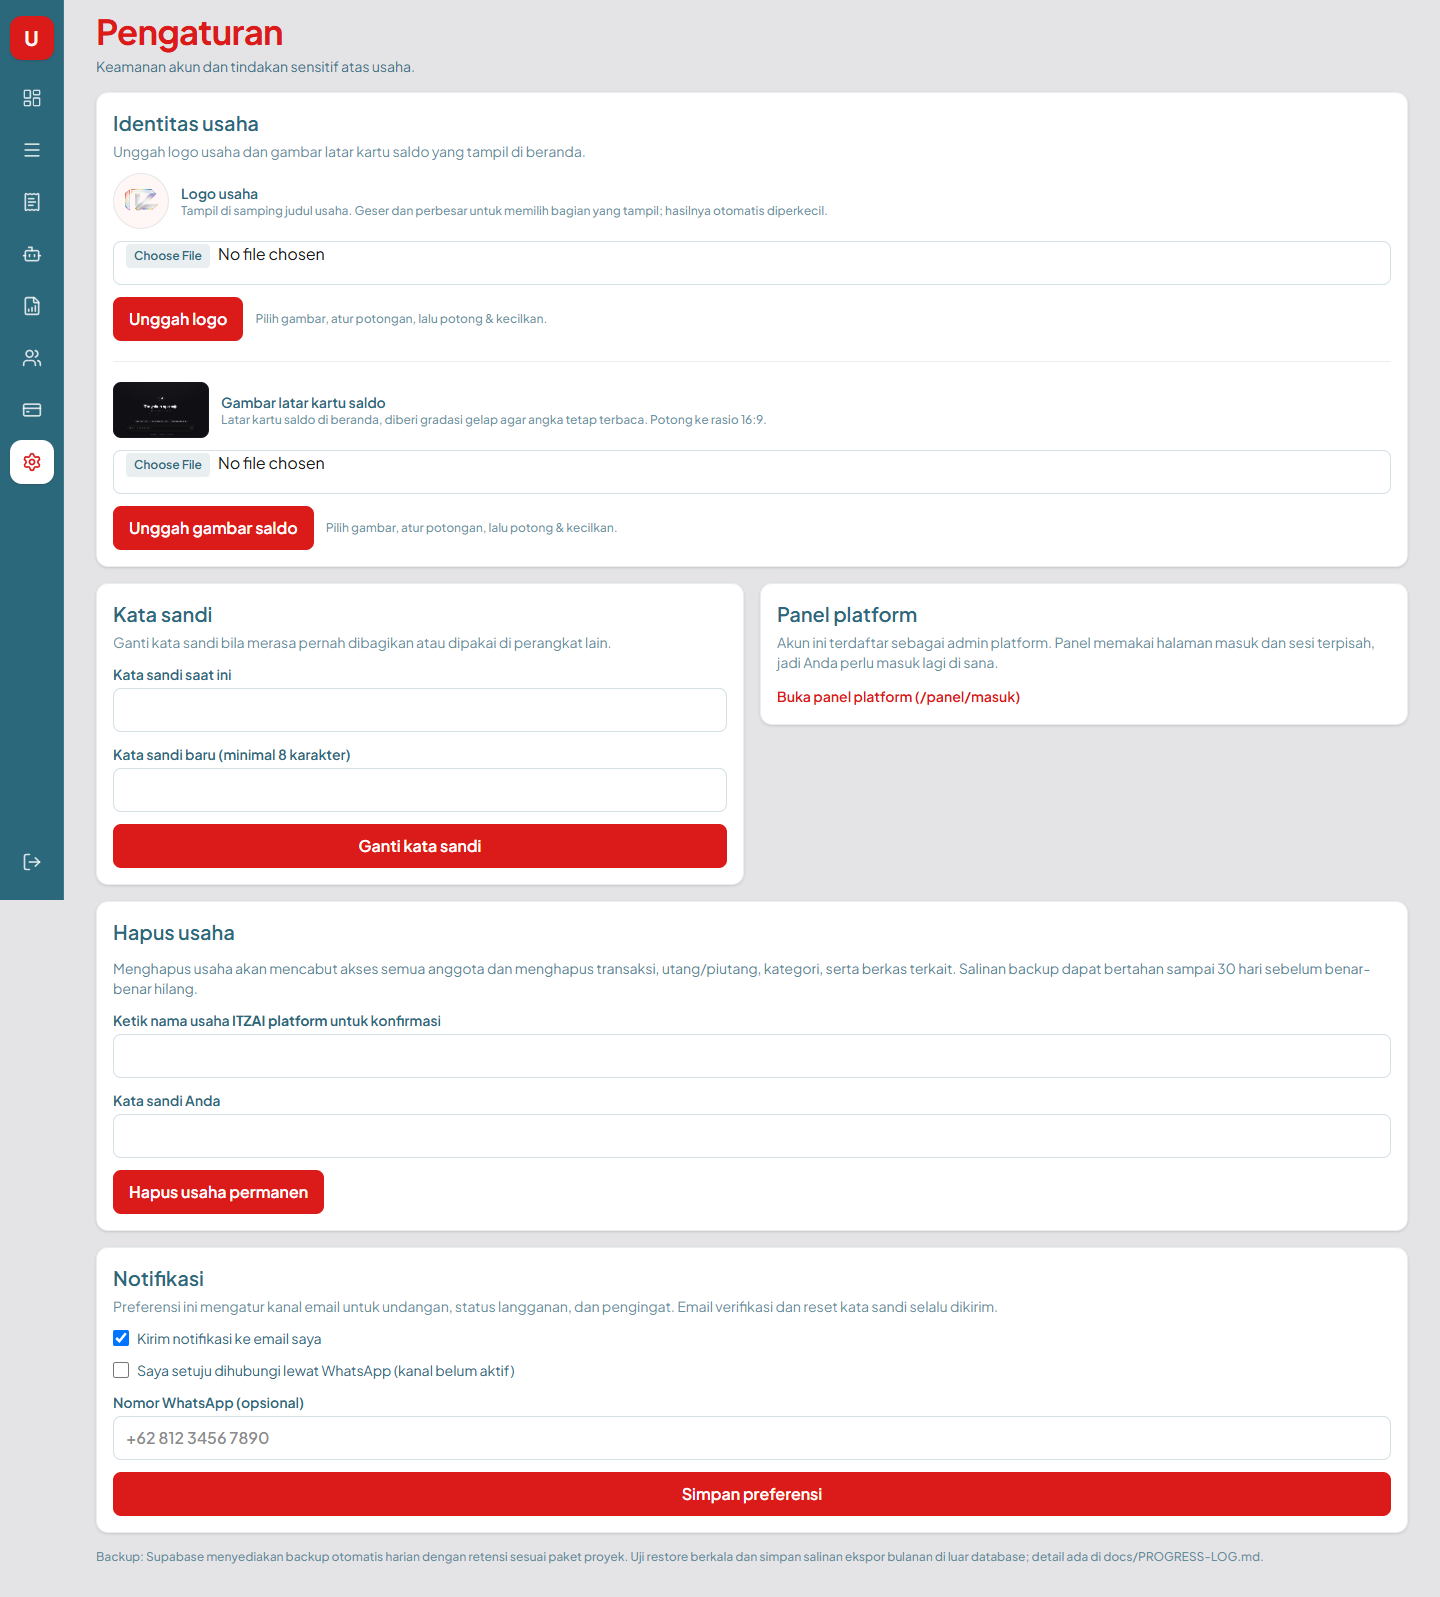 U
Pengaturan
Keamanan akun dan tindakan sensitif atas usaha.
Identitas usaha
Unggah logo usaha dan gambar latar kartu saldo yang tampil di beranda.
Logo usaha
Tampil di samping judul usaha. Geser dan perbesar untuk memilih bagian yang tampil; hasilnya otomatis diperkecil.
Choose File No file chosen
Unggah logo Pilih gambar, atur potongan, lalu potong & kecilkan.
Gambar latar kartu saldo
Latar kartu saldo di beranda, diberi gradasi gelap agar angka tetap terbaca. Potong ke rasio 16:9.
Choose File No file chosen
Unggah gambar saldo Pilih gambar, atur potongan, lalu potong & kecilkan.
Kata sandi
Ganti kata sandi bila merasa pernah dibagikan atau dipakai di perangkat lain.
Kata sandi saat ini
Kata sandi baru (minimal 8 karakter)
Ganti kata sandi
Panel platform
Akun ini terdaftar sebagai admin platform. Panel memakai halaman masuk dan sesi terpisah,
jadi Anda perlu masuk lagi di sana.
Buka panel platform (/panel/masuk)
Hapus usaha
Menghapus usaha akan mencabut akses semua anggota dan menghapus transaksi, utang/piutang, kategori, serta berkas terkait. Salinan backup dapat bertahan sampai 30 hari sebelum benar-
benar hilang.
Ketik nama usaha ITZAI platform untuk konfirmasi
Kata sandi Anda
Hapus usaha permanen
Notifikasi
Preferensi ini mengatur kanal email untuk undangan, status langganan, dan pengingat. Email verifikasi dan reset kata sandi selalu dikirim.
Kirim notifikasi ke email saya
Saya setuju dihubungi lewat WhatsApp (kanal belum aktif)
Nomor WhatsApp (opsional)
+62 812 3456 7890
Simpan preferensi
Backup: Supabase menyediakan backup otomatis harian dengan retensi sesuai paket proyek. Uji restore berkala dan simpan salinan ekspor bulanan di luar database; detail ada di docs/PROGRESS-LOG.md.